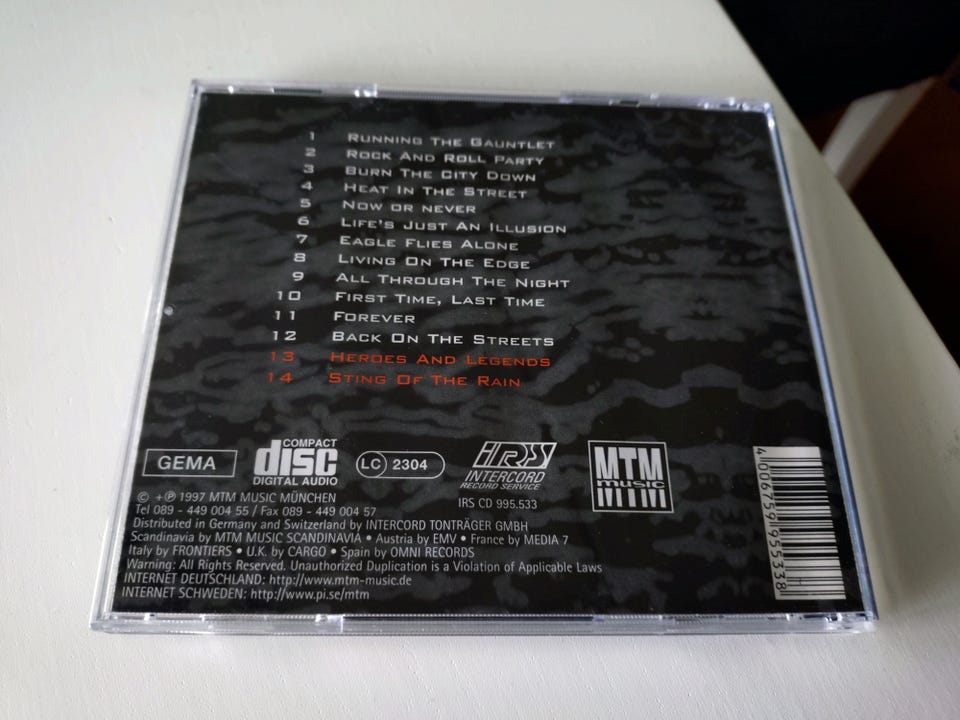 1 Running The Gauntlet
2 Rock And Roll Party
3 Burn The City Down
4 Heat In The Street
5 Now or never
6 Life's Just An Illusion
7 Eagle Flies Alone
8 Living On The Edge
9 All Through The Night
10 First Time, Last Time
11 Forever
12 Back On The Streets
13 Heroes And Legends
14 Sting Of The Rain
GEMA
COMPACT
disc
DIGITAL AUDIO
LC 2304
IRS
INTERCORD
RECORD SERVICE
IRS CD 995.533
MTM
music
4 006759 955338
© + ℗ 1997 MTM MUSIC MÜNCHEN
Tel 089 - 449 004 55 / Fax 089 - 449 004 57
Distributed in Germany and Switzerland by INTERCORD TONTRÄGER GMBH
Scandinavia by MTM MUSIC SCANDINAVIA • Austria by EMV • France by MEDIA 7
Italy by FRONTIERS • U.K. by CARGO • Spain by OMNI RECORDS
Warning: All Rights Reserved. Unauthorized Duplication is a Violation of Applicable Laws
INTERNET DEUTSCHLAND: http://www.mtm-music.de
INTERNET SCHWEDEN: http://www.pi.se/mtm